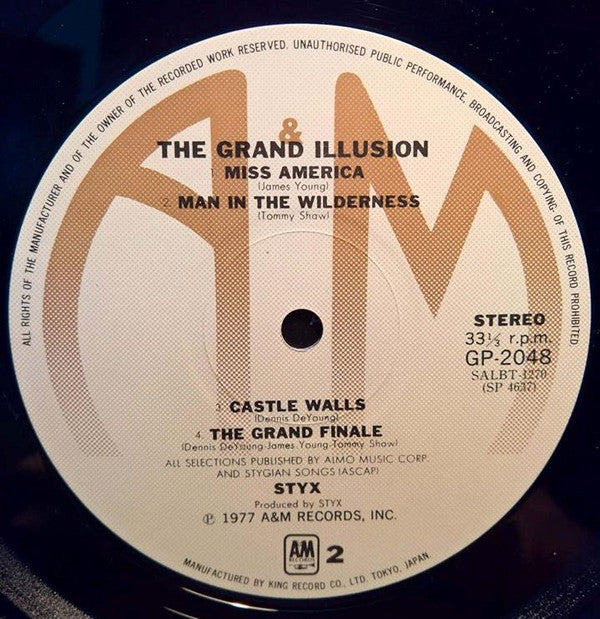 ALL RIGHTS OF THE MANUFACTURER AND OF THE OWNER OF THE RECORDED WORK RESERVED. UNAUTHORISED PUBLIC PERFORMANCE, BROADCASTING AND COPYING OF THIS RECORD PROHIBITED
A&M
THE GRAND ILLUSION
1. MISS AMERICA
(James Young)
2. MAN IN THE WILDERNESS
(Tommy Shaw)
STEREO
33⅓ r.p.m.
GP-2048
SALBT-1270
(SP 4637)
3. CASTLE WALLS
(Dennis DeYoung)
4. THE GRAND FINALE
(Dennis DeYoung-James Young-Tommy Shaw)
ALL SELECTIONS PUBLISHED BY AIMO MUSIC CORP.
AND STYGIAN SONGS (ASCAP)
STYX
Produced by STYX
℗ 1977 A&M RECORDS, INC.
AM
RECORDS
2
MANUFACTURED BY KING RECORD CO., LTD. TOKYO, JAPAN